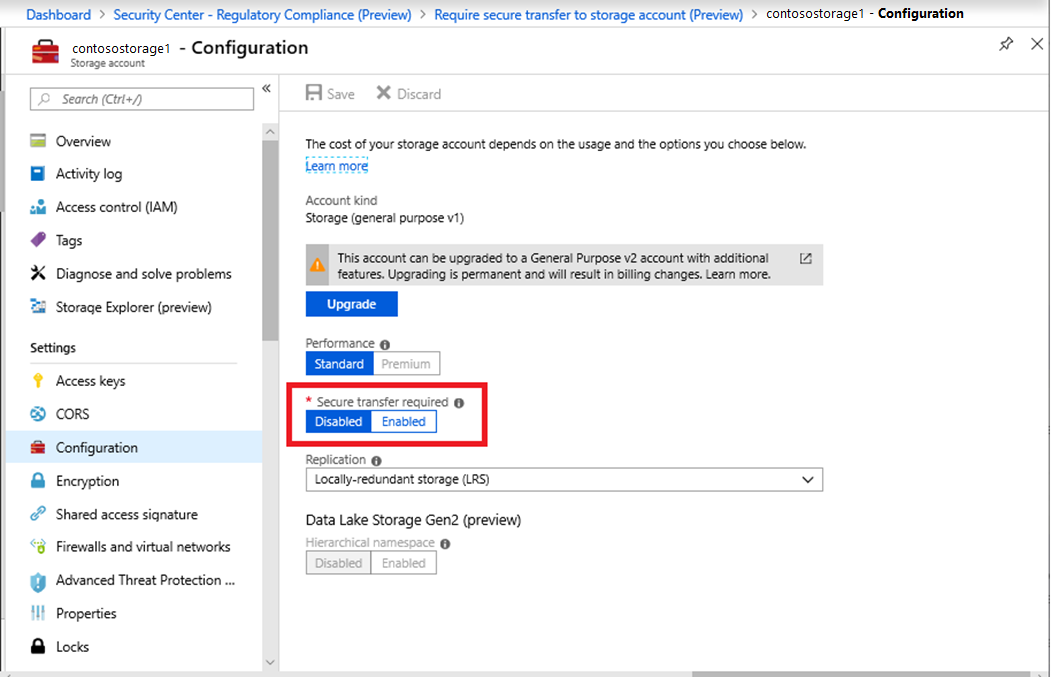 Dashboard > Security Center - Regulatory Compliance (Preview) > Require secure transfer to storage account (Preview) > contosostorage1 - Configuration
contosostorage1 - Configuration
Storage account
Search (Ctrl+/)
«
Overview
Activity log
Access control (IAM)
Tags
Diagnose and solve problems
Storage Explorer (preview)
Settings
Access keys
CORS
Configuration
Encryption
Shared access signature
Firewalls and virtual networks
Advanced Threat Protection ...
Properties
Locks
Save Discard
The cost of your storage account depends on the usage and the options you choose below.
Learn more
Account kind
Storage (general purpose v1)
This account can be upgraded to a General Purpose v2 account with additional
features. Upgrading is permanent and will result in billing changes. Learn more.
Upgrade
Performance
Standard Premium
* Secure transfer required
Disabled Enabled
Replication
Locally-redundant storage (LRS)
Data Lake Storage Gen2 (preview)
Hierarchical namespace
Disabled Enabled